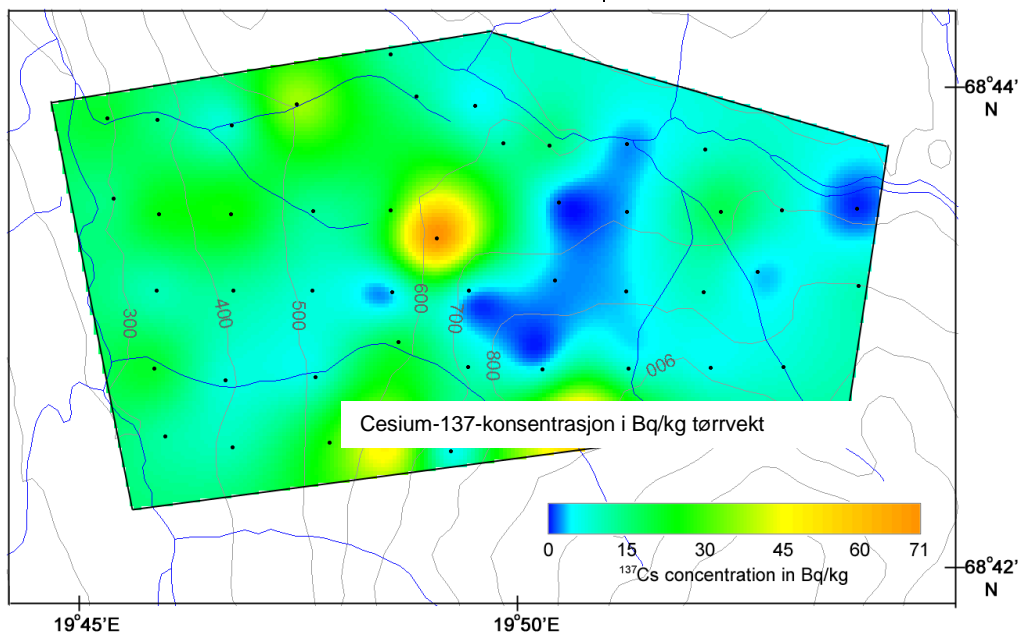 68°44'
N
300
400
500
600
700
800
900
Cesium-137-konsentrasjon i Bq/kg tørrvekt
0 15 30 45 60 71
¹³⁷Cs concentration in Bq/kg
68°42'
N
19°45'E 19°50'E